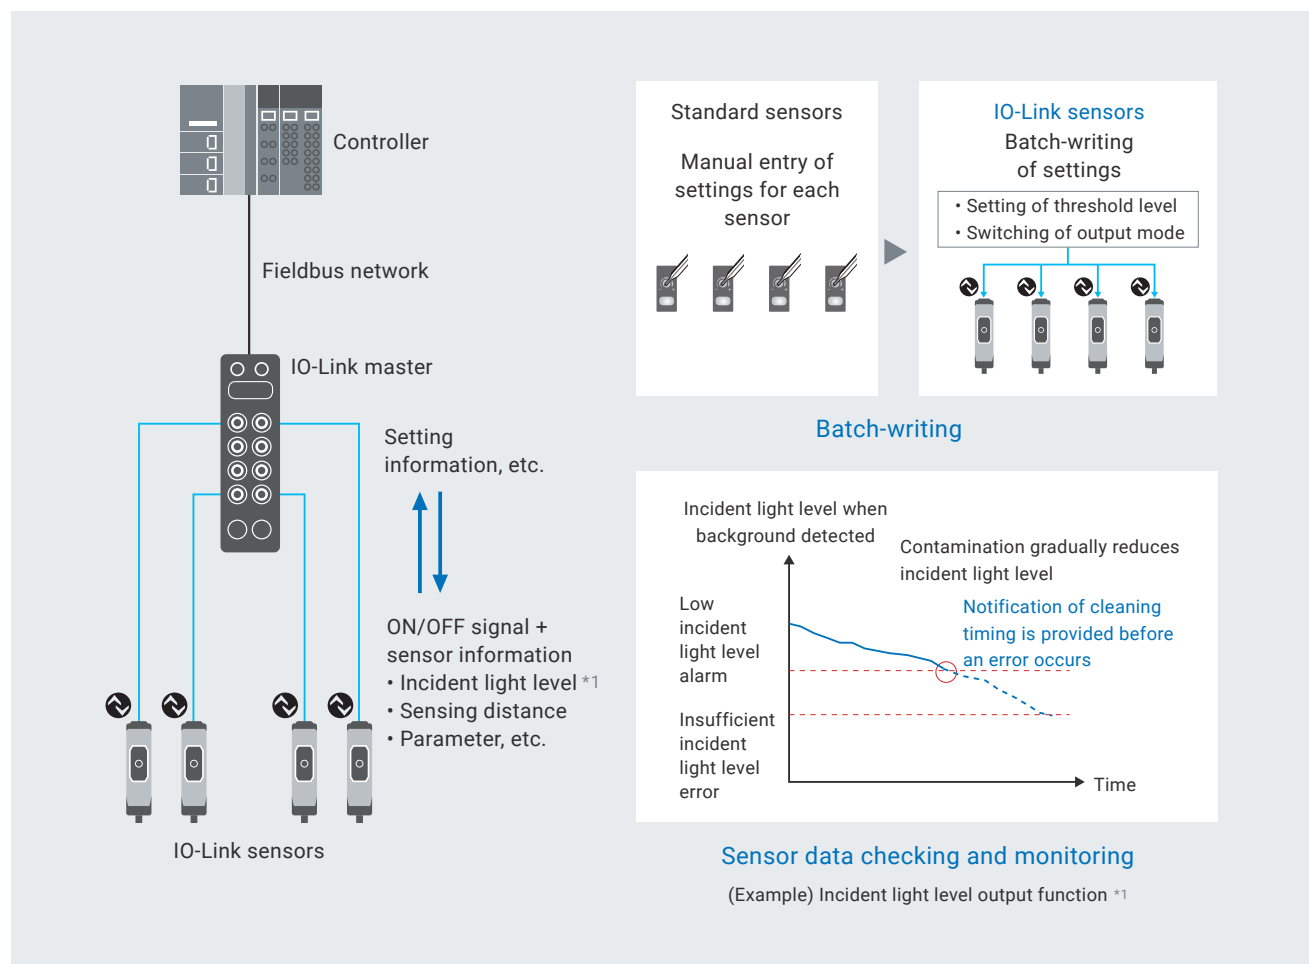 Controller
Fieldbus network
IO-Link master
Setting
information, etc.
ON/OFF signal +
sensor information
• Incident light level *1
• Sensing distance
• Parameter, etc.
IO-Link sensors
Standard sensors
Manual entry of
settings for each
sensor
IO-Link sensors
Batch-writing
of settings
• Setting of threshold level
• Switching of output mode
Batch-writing
Incident light level when
background detected
Contamination gradually reduces
incident light level
Notification of cleaning
timing is provided before
an error occurs
Low
incident
light level
alarm
Insufficient
incident
light level
error
Time
Sensor data checking and monitoring
(Example) Incident light level output function *1